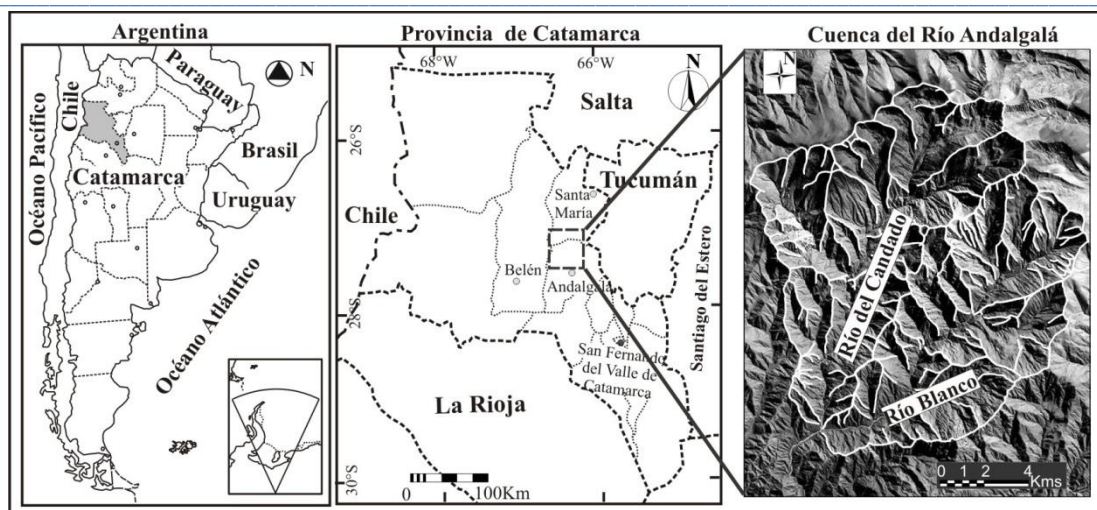 Argentina
N
Paraguay
Chile
Océano Pacífico
Brasil
Catamarca
Uruguay
Océano Atlántico
Provincia de Catamarca
68°W
66°W
N
Salta
26°S
Tucumán
Santa
María
Chile
Belén
Andalgalá
Santiago del Estero
28°S
San Fernando
del Valle de
Catamarca
La Rioja
30°S
0 100Km
Cuenca del Río Andalgalá
N
Río del Candado
Río Blanco
0 1 2 4
Kms